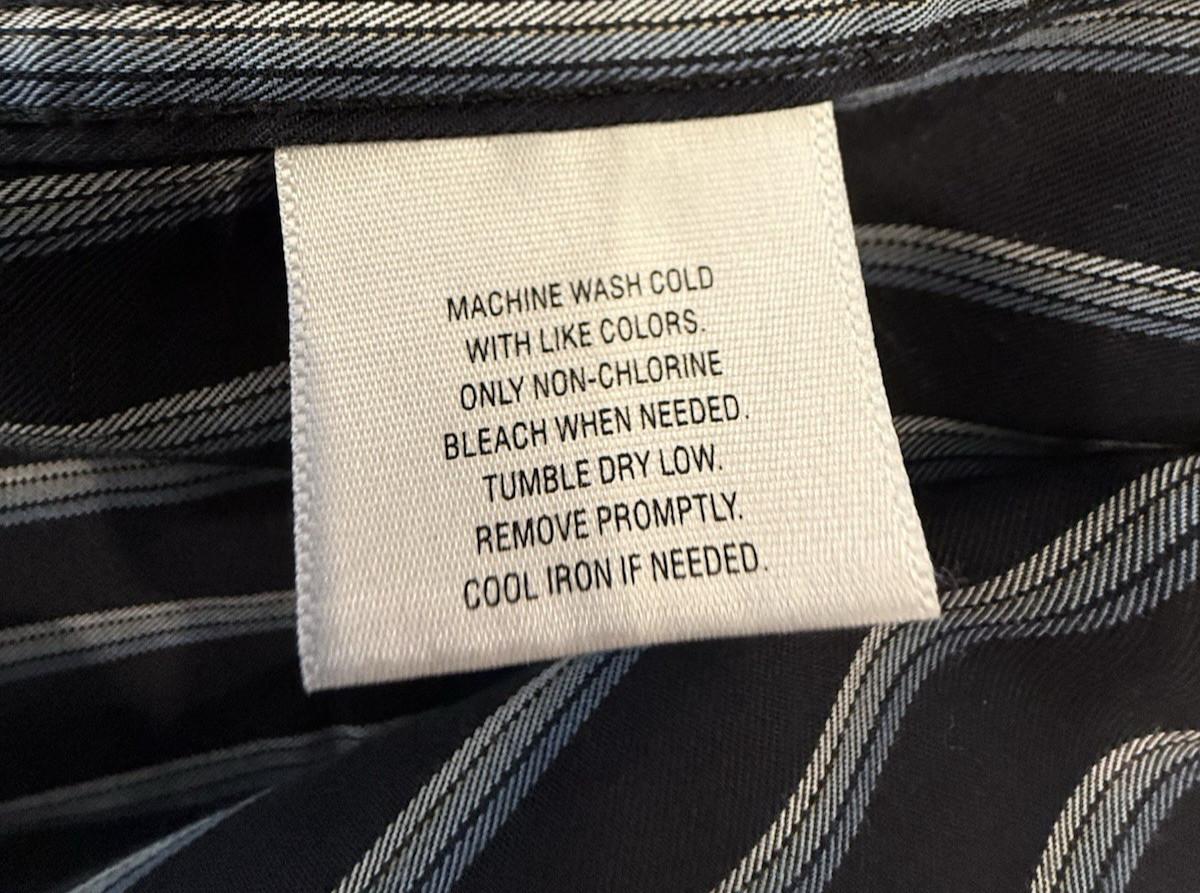 MACHINE WASH COLD
WITH LIKE COLORS.
ONLY NON-CHLORINE
BLEACH WHEN NEEDED.
TUMBLE DRY LOW.
REMOVE PROMPTLY.
COOL IRON IF NEEDED.